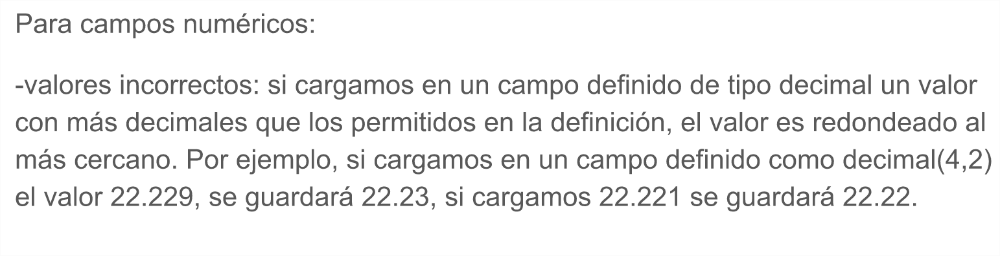 Para campos numéricos:
-valores incorrectos: si cargamos en un campo definido de tipo decimal un valor
con más decimales que los permitidos en la definición, el valor es redondeado al
más cercano. Por ejemplo, si cargamos en un campo definido como decimal(4,2)
el valor 22.229, se guardará 22.23, si cargamos 22.221 se guardará 22.22.